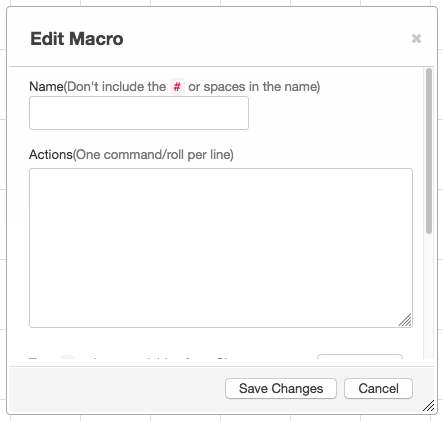 Edit Macro
×
Name(Don't include the # or spaces in the name)
Actions(One command/roll per line)
Save Changes
Cancel